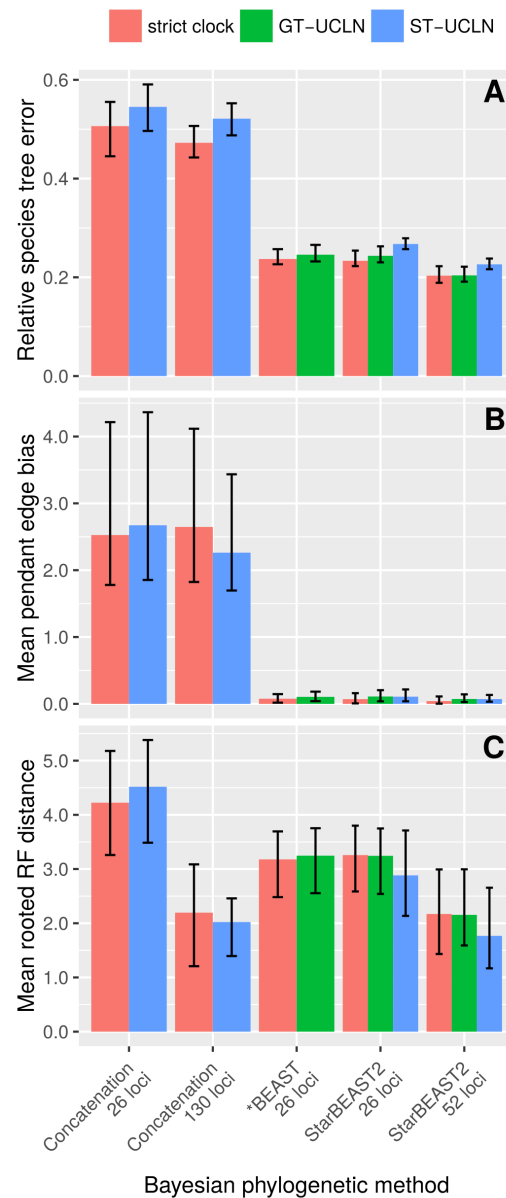 strict clock GT−UCLN ST−UCLN
A
Relative species tree error
0.6
0.4
0.2
0.0
B
Mean pendant edge bias
4.0
3.0
2.0
1.0
0.0
C
Mean rooted RF distance
5.0
4.0
3.0
2.0
1.0
0.0
Concatenation
26 loci
Concatenation
130 loci
*BEAST
26 loci
StarBEAST2
26 loci
StarBEAST2
52 loci
Bayesian phylogenetic method